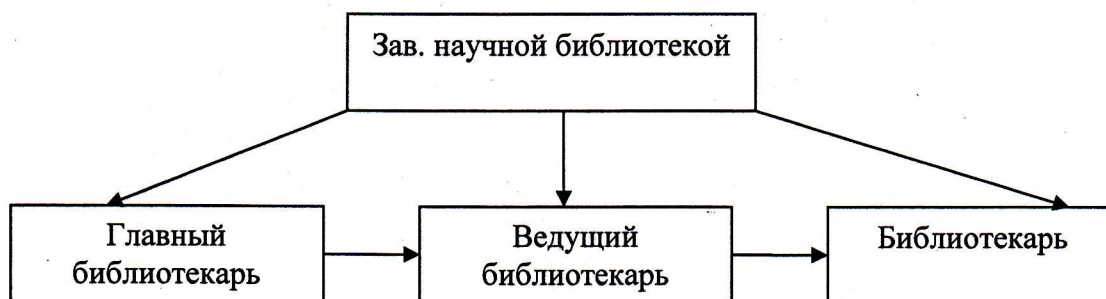 Зав. научной библиотекой
Главный
библиотекарь
Ведущий
библиотекарь
Библиотекарь